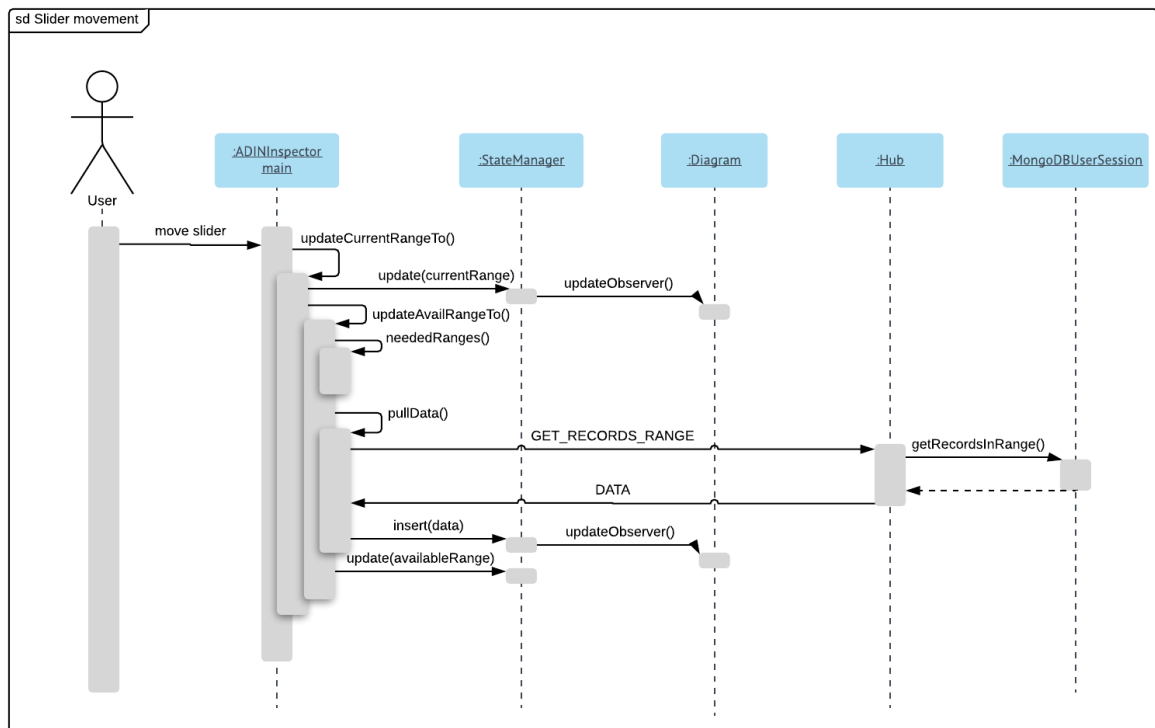 sd Slider movement
:ADINInspector
main
:StateManager
:Diagram
:Hub
:MongoDBUserSession
User
move slider
updateCurrentRangeTo()
update(currentRange)
updateObserver()
updateAvailRangeTo()
neededRanges()
pullData()
GET_RECORDS_RANGE
getRecordsInRange()
DATA
insert(data)
updateObserver()
update(availableRange)